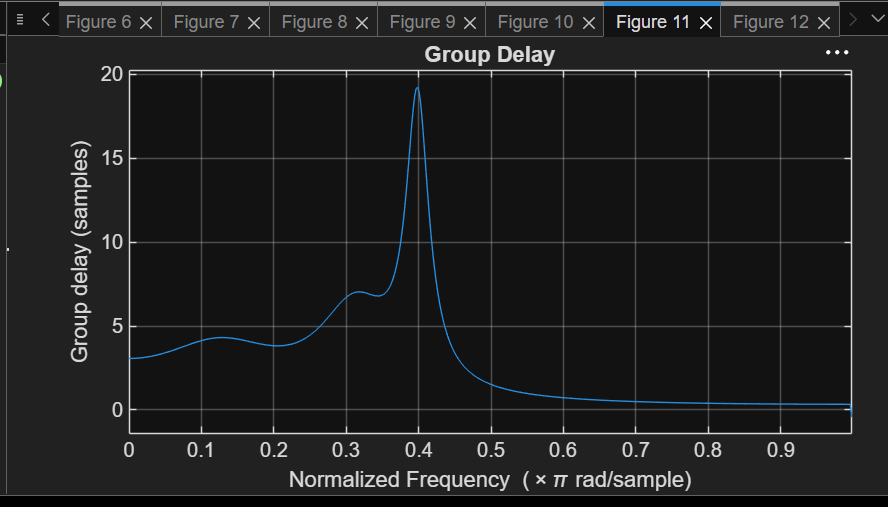 Figure 6 × Figure 7 × Figure 8 × Figure 9 × Figure 10 × Figure 11 × Figure 12 ×
Group Delay
20
15
10
5
0
Group delay (samples)
0 0.1 0.2 0.3 0.4 0.5 0.6 0.7 0.8 0.9
Normalized Frequency ( × π rad/sample)